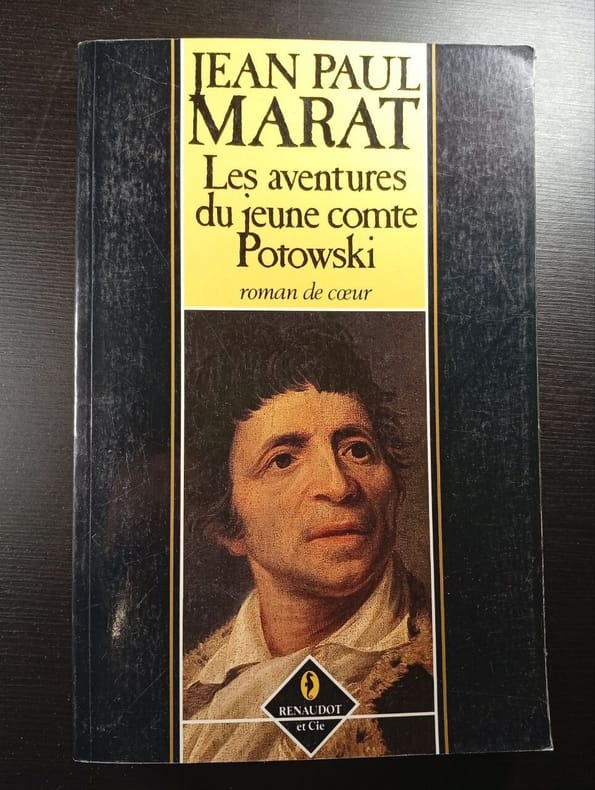 JEAN PAUL
MARAT
Les aventures
du jeune comte
Potowski
roman de cœur
RENAUDOT
et Cie